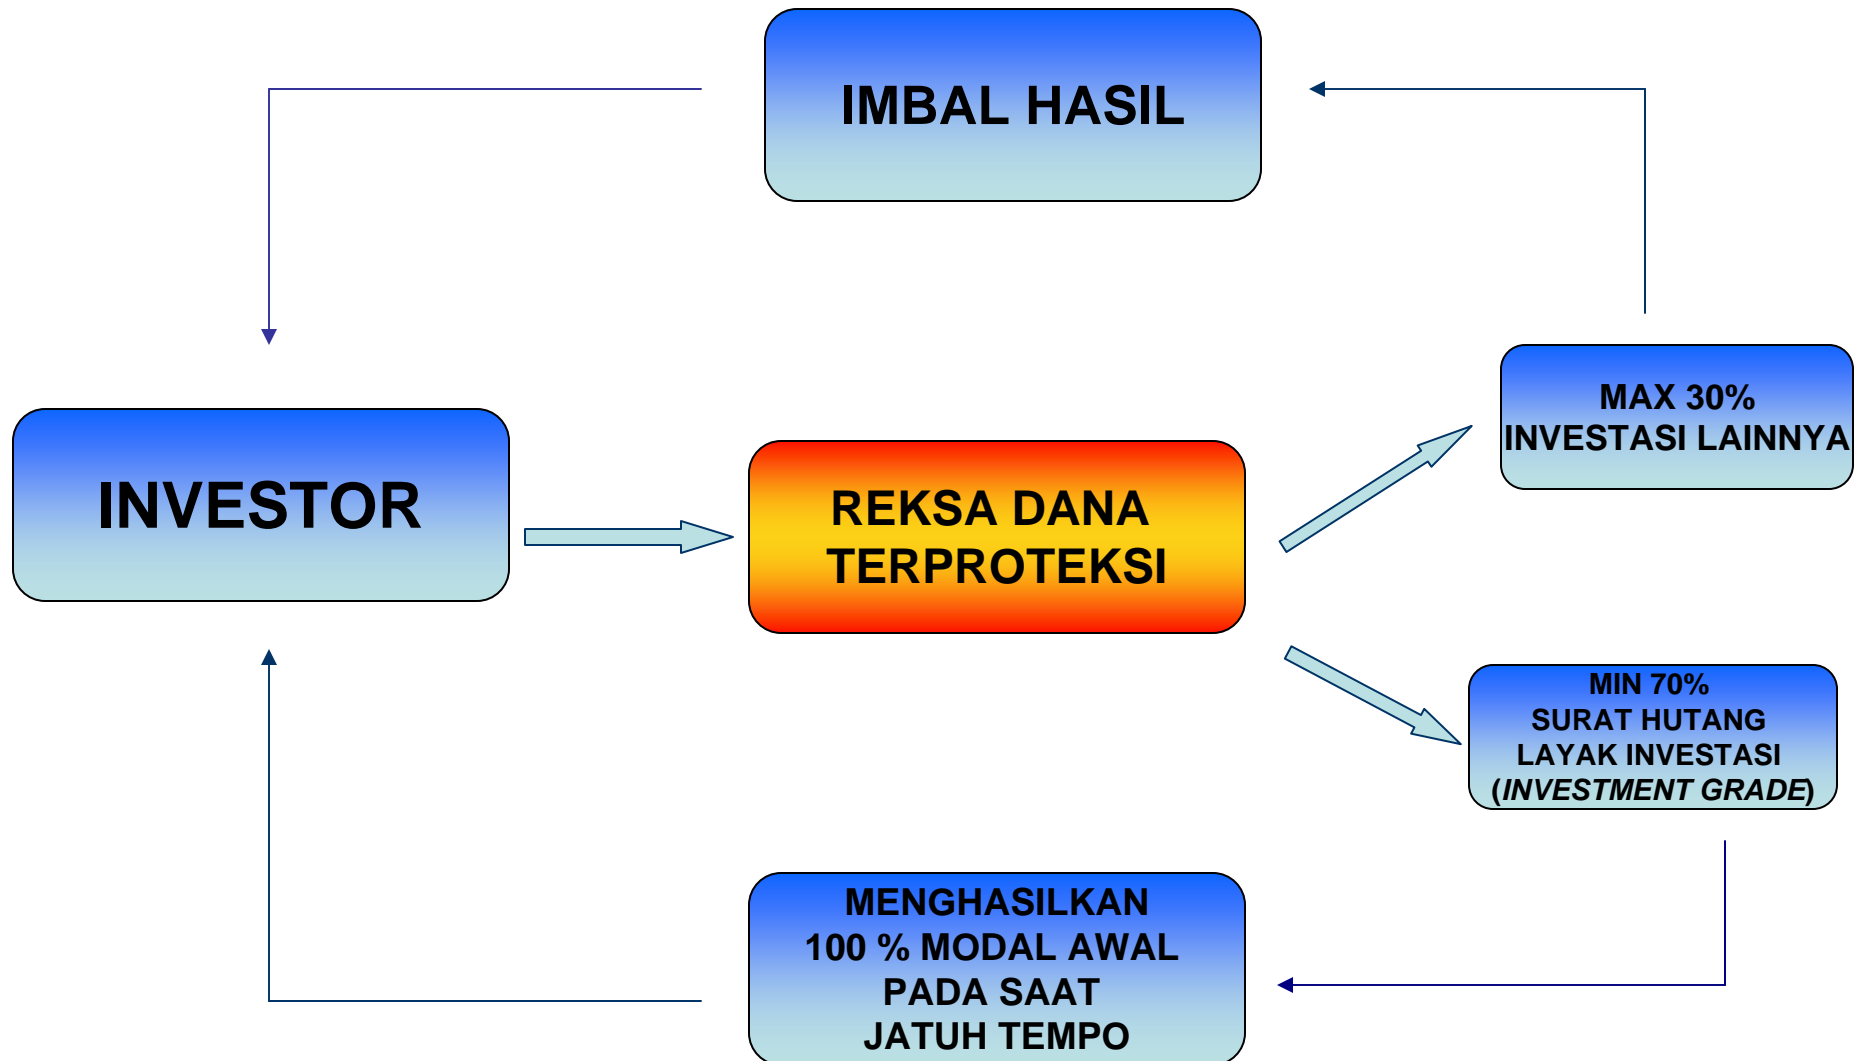 IMBAL HASIL
MAX 30%
INVESTASI LAINNYA
INVESTOR
REKSA DANA
TERPROTEKSI
MIN 70%
SURAT HUTANG
LAYAK INVESTASI
(INVESTMENT GRADE)
MENGHASILKAN
100 % MODAL AWAL
PADA SAAT
JATUH TEMPO